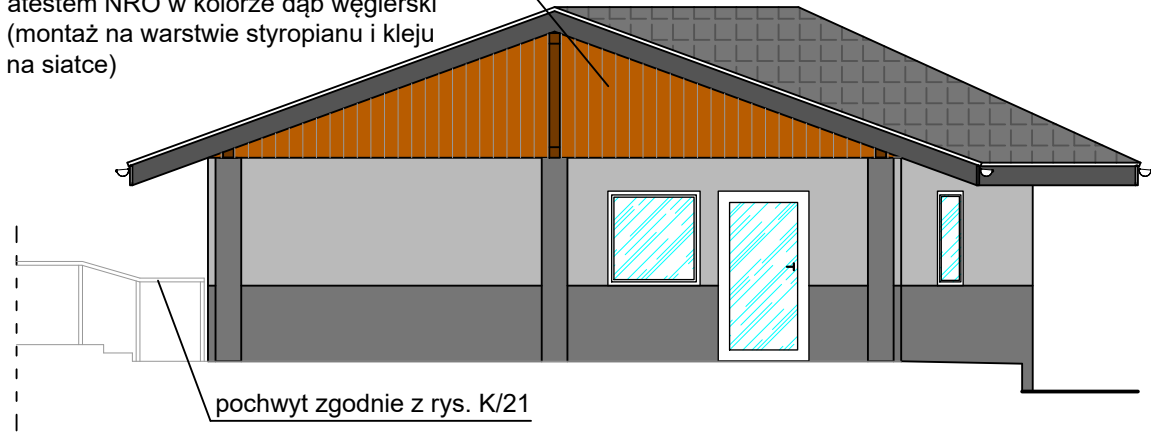 atestem NRO w kolorze dąb węgierski
(montaż na warstwie styropianu i kleju
na siatce)
pochwyt zgodnie z rys. K/21